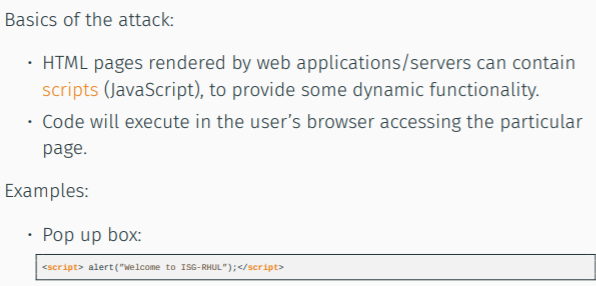 Basics of the attack:
· HTML pages rendered by web applications/servers can contain
scripts (JavaScript), to provide some dynamic functionality.
· Code will execute in the user’s browser accessing the particular
page.
Examples:
· Pop up box:
<script> alert("Welcome to ISG-RHUL");</script>